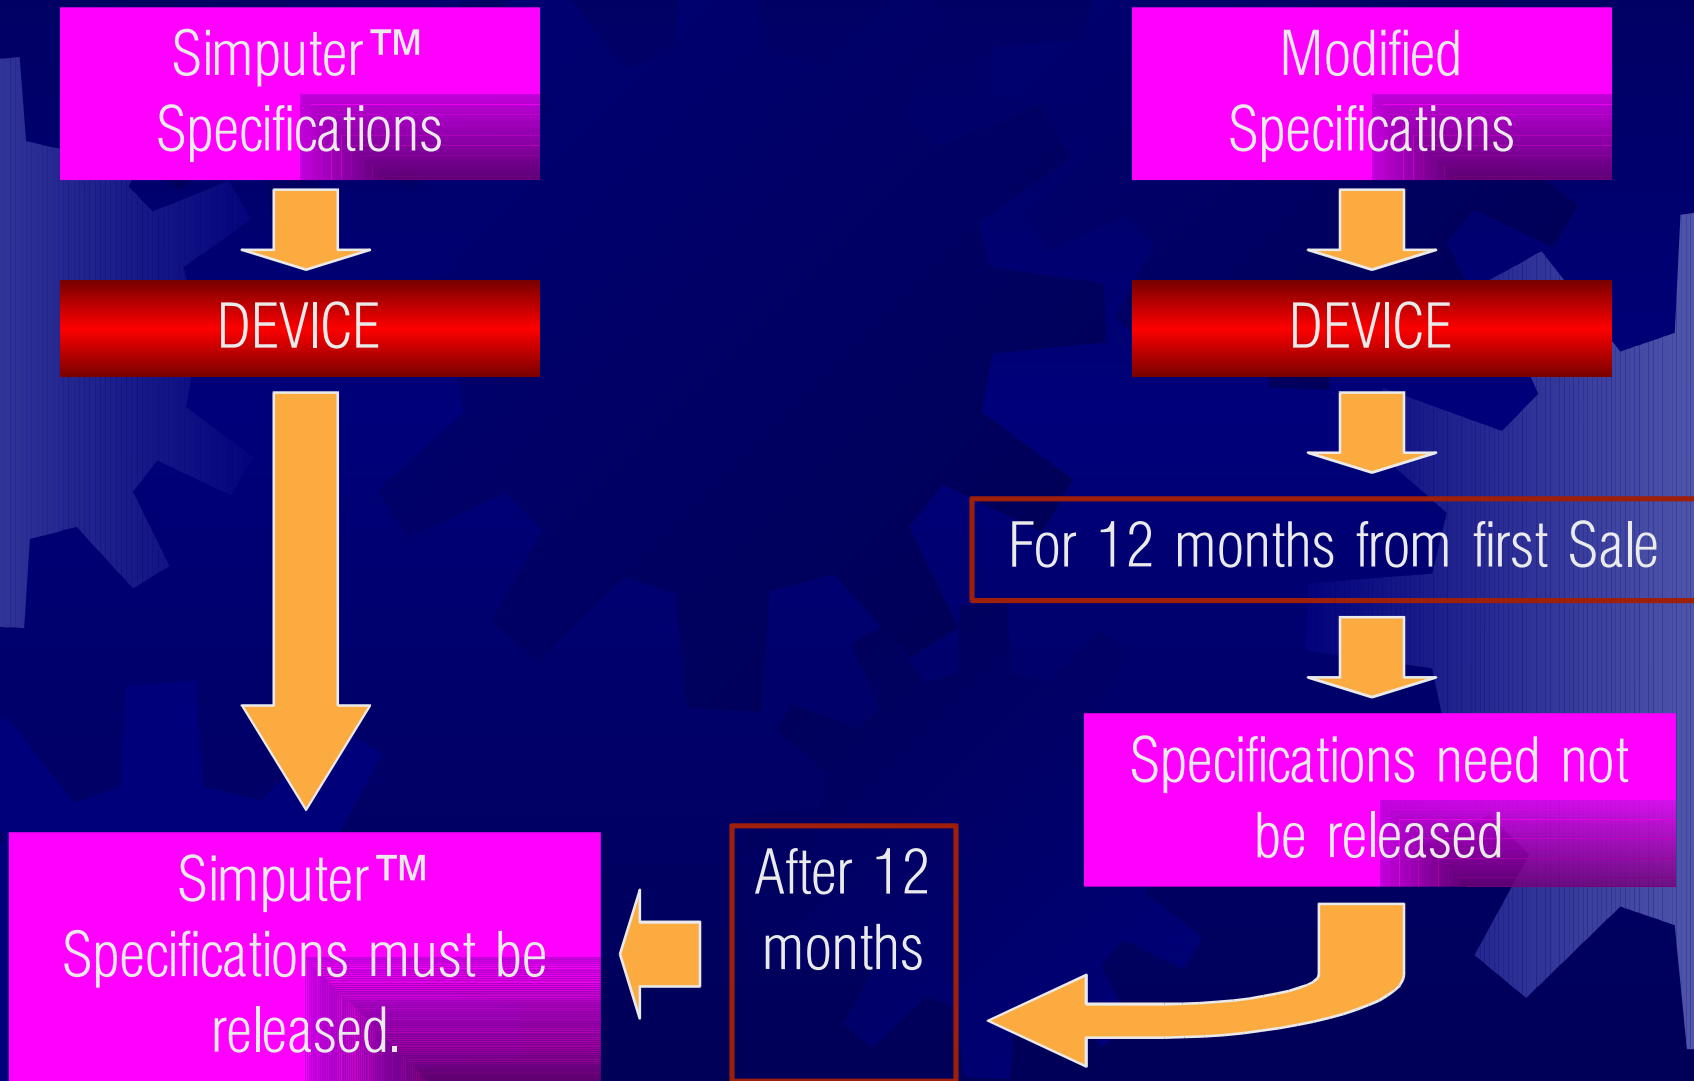 Simputer™
Specifications
DEVICE
Simputer™
Specifications must be
released.
Modified
Specifications
DEVICE
For 12 months from first Sale
Specifications need not
be released
After 12
months